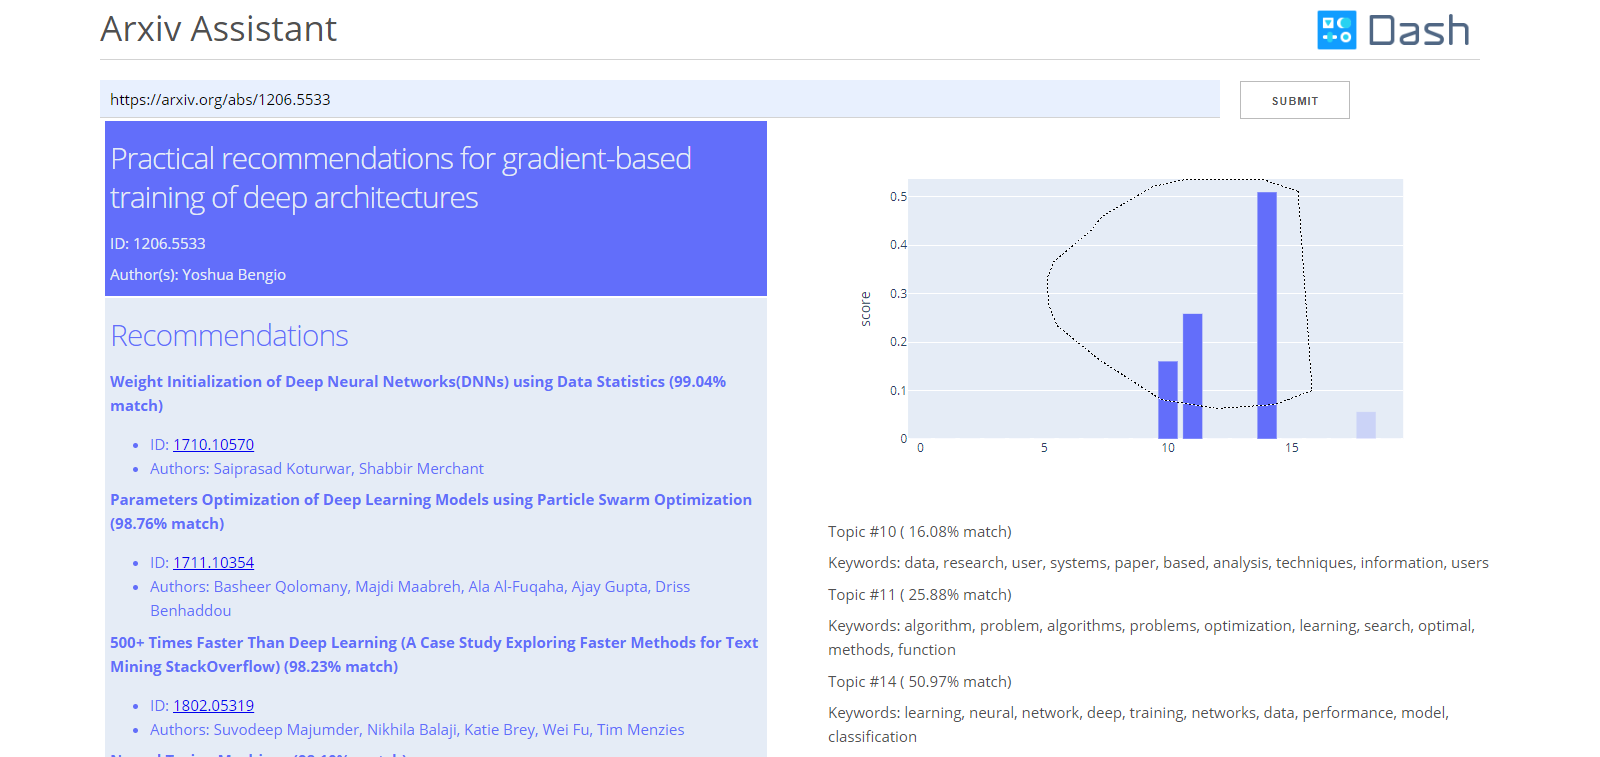 Arxiv Assistant
Dash
https://arxiv.org/abs/1206.5533
SUBMIT
Practical recommendations for gradient-based
training of deep architectures
ID: 1206.5533
Author(s): Yoshua Bengio
Recommendations
Weight Initialization of Deep Neural Networks(DNNs) using Data Statistics (99.04%
match)
• ID: 1710.10570
• Authors: Saiprasad Koturwar, Shabbir Merchant
Parameters Optimization of Deep Learning Models using Particle Swarm Optimization
(98.76% match)
• ID: 1711.10354
• Authors: Basheer Qolomany, Majdi Maabreh, Ala Al-Fuqaha, Ajay Gupta, Driss
Benhaddou
500+ Times Faster Than Deep Learning (A Case Study Exploring Faster Methods for Text
Mining StackOverflow) (98.23% match)
• ID: 1802.05319
• Authors: Suvodeep Majumder, Nikhila Balaji, Katie Brey, Wei Fu, Tim Menzies
score
0.5
0.4
0.3
0.2
0.1
0
0 5 10 15
Topic #10 ( 16.08% match)
Keywords: data, research, user, systems, paper, based, analysis, techniques, information, users
Topic #11 ( 25.88% match)
Keywords: algorithm, problem, algorithms, problems, optimization, learning, search, optimal,
methods, function
Topic #14 ( 50.97% match)
Keywords: learning, neural, network, deep, training, networks, data, performance, model,
classification